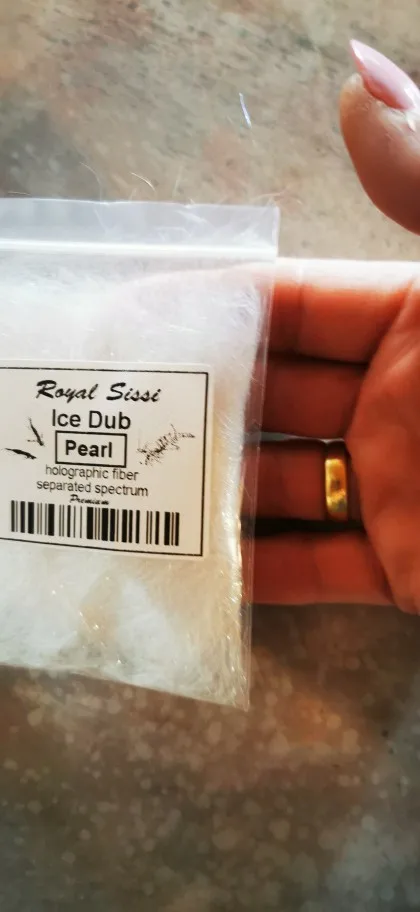 Royal Sissi
Ice Dub
Pearl
holographic fiber
separated spectrum
Premium